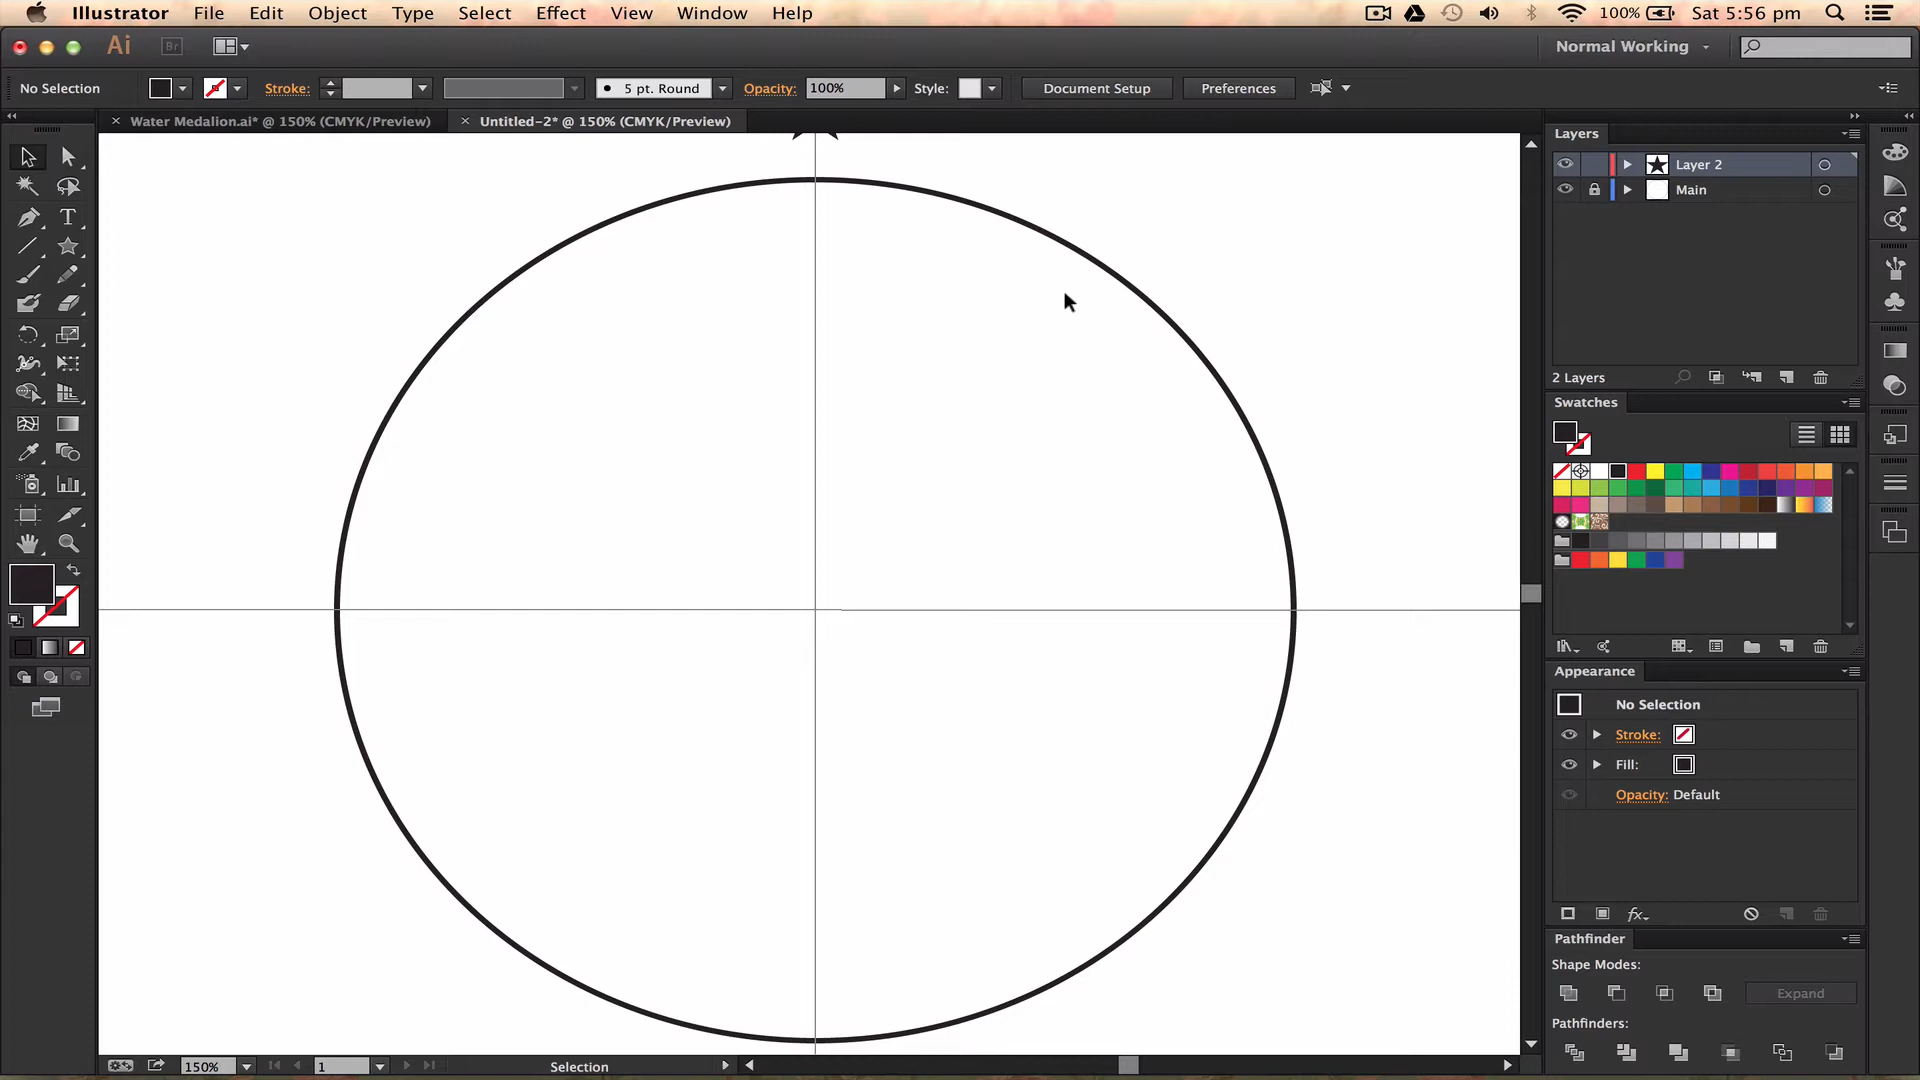 Illustrator File Edit Object Type Select Effect View Window Help 100% Sat 5:56 pm
Ai Br Normal Working
No Selection Stroke: 5 pt. Round Opacity: 100% Style: Document Setup Preferences
× Water Medalion.ai* @ 150% (CMYK/Preview) × Untitled-2* @ 150% (CMYK/Preview)
Layers
Layer 2
Main
2 Layers
Swatches
Appearance
No Selection
Stroke:
Fill:
Opacity: Default
fx
Pathfinder
Shape Modes:
Expand
Pathfinders:
150% 1 Selection